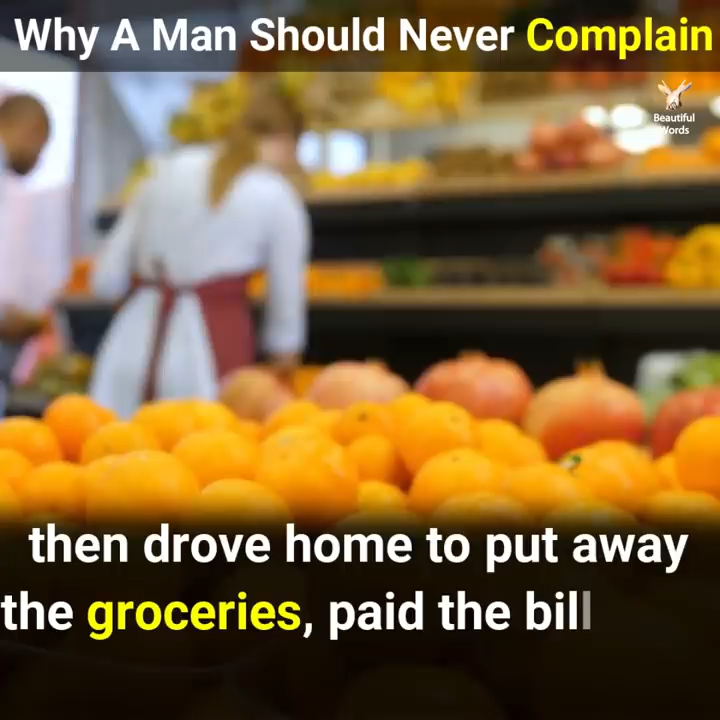 Why A Man Should Never Complain
Beautiful
Words
then drove home to put away
the groceries, paid the bill